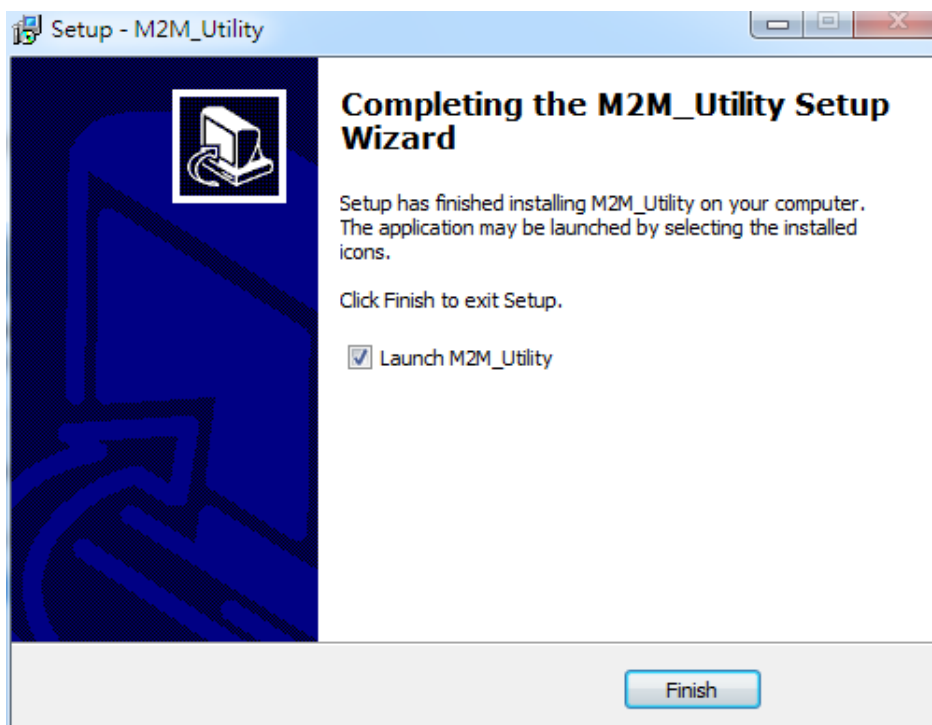 Setup - M2M_Utility
Completing the M2M_Utility Setup
Wizard
Setup has finished installing M2M_Utility on your computer.
The application may be launched by selecting the installed
icons.
Click Finish to exit Setup.
Launch M2M_Utility
Finish